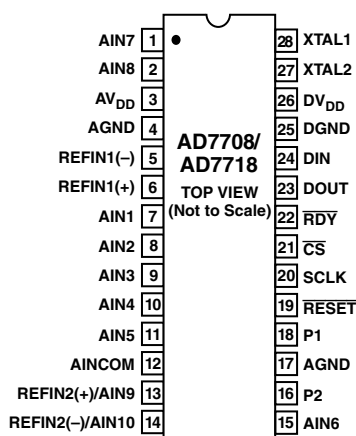 AIN7 1
AIN8 2
AVDD 3
AGND 4
REFIN1(–) 5
REFIN1(+) 6
AIN1 7
AIN2 8
AIN3 9
AIN4 10
AIN5 11
AINCOM 12
REFIN2(+)/AIN9 13
REFIN2(–)/AIN10 14
AD7708/
AD7718
TOP VIEW
(Not to Scale)
28 XTAL1
27 XTAL2
26 DVDD
25 DGND
24 DIN
23 DOUT
22 R̅D̅Y̅
21 C̅S̅
20 SCLK
19 R̅E̅S̅E̅T̅
18 P1
17 AGND
16 P2
15 AIN6